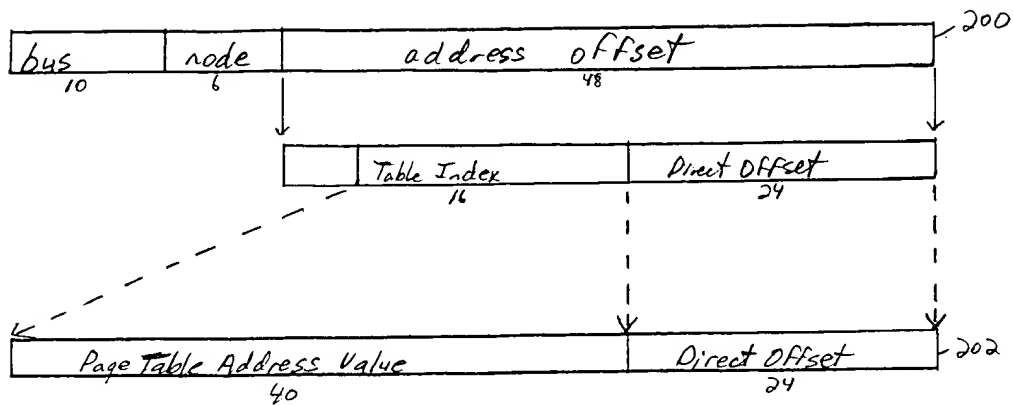 bus node address offset 200
10 6 48
Table Index Direct Offset
16 24
Page Table Address Value Direct Offset 202
40 24